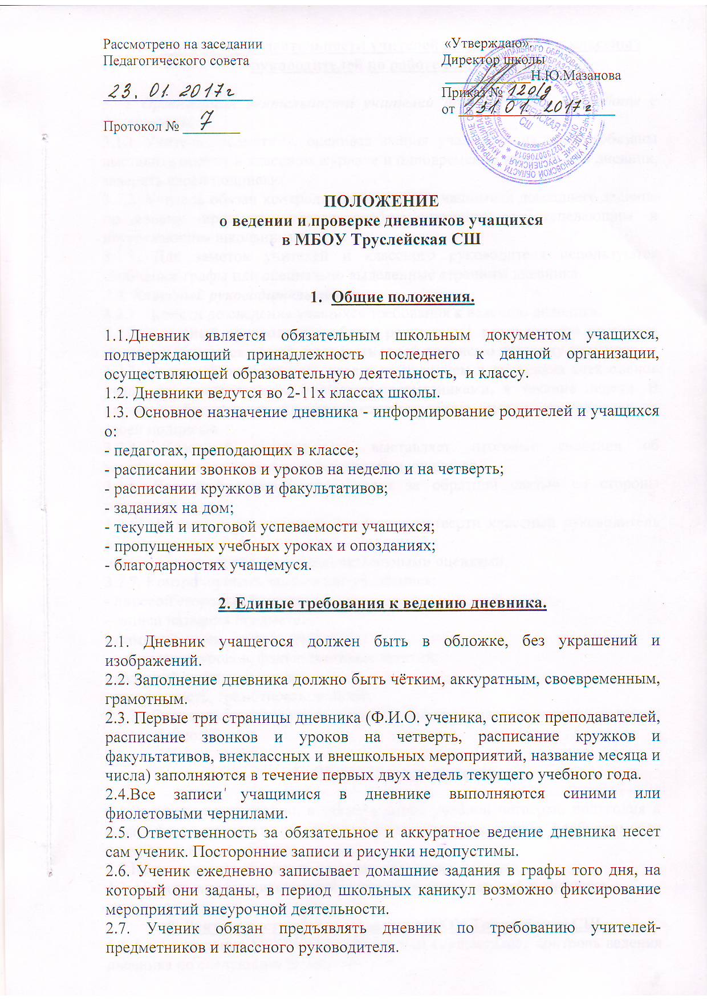 Рассмотрено на заседании
Педагогического совета
23. 01. 2017г
Протокол № 7
«Утверждаю».
Директор школы
Н.Ю.Мазанова
Приказ №
от 31.01. 2017г
ПОЛОЖЕНИЕ
о ведении и проверке дневников учащихся
в МБОУ Труслейская СШ
1. Общие положения.
1.1.Дневник является обязательным школьным документом учащихся,
подтверждающий принадлежность последнего к данной организации,
осуществляющей образовательную деятельность, и классу.
1.2. Дневники ведутся во 2-11х классах школы.
1.3. Основное назначение дневника - информирование родителей и учащихся
о:
- педагогах, преподающих в классе;
- расписании звонков и уроков на неделю и на четверть;
- расписании кружков и факультативов;
- заданиях на дом;
- текущей и итоговой успеваемости учащихся;
- пропущенных учебных уроках и опозданиях;
- благодарностях учащемуся.
2. Единые требования к ведению дневника.
2.1. Дневник учащегося должен быть в обложке, без украшений и
изображений.
2.2. Заполнение дневника должно быть чётким, аккуратным, своевременным,
грамотным.
2.3. Первые три страницы дневника (Ф.И.О. ученика, список преподавателей,
расписание звонков и уроков на четверть, расписание кружков и
факультативов, внеклассных и внешкольных мероприятий, название месяца и
числа) заполняются в течение первых двух недель текущего учебного года.
2.4.Все записи учащимися в дневнике выполняются синими или
фиолетовыми чернилами.
2.5. Ответственность за обязательное и аккуратное ведение дневника несет
сам ученик. Посторонние записи и рисунки недопустимы.
2.6. Ученик ежедневно записывает домашние задания в графы того дня, на
который они заданы, в период школьных каникул возможно фиксирование
мероприятий внеурочной деятельности.
2.7. Ученик обязан предъявлять дневник по требованию учителей-
предметников и классного руководителя.